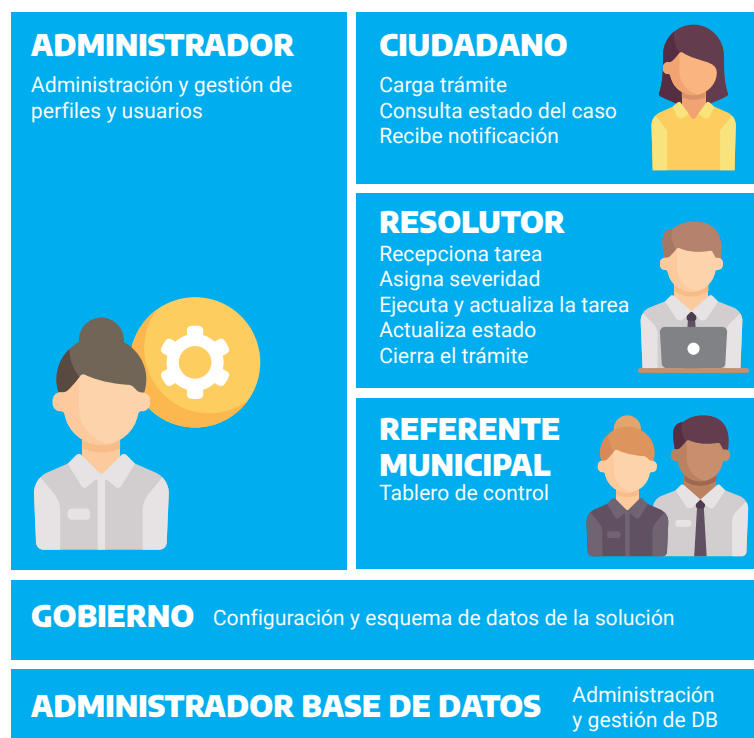 ADMINISTRADOR
Administración y gestión de
perfiles y usuarios
CIUDADANO
Carga trámite
Consulta estado del caso
Recibe notificación
RESOLUTOR
Recepciona tarea
Asigna severidad
Ejecuta y actualiza la tarea
Actualiza estado
Cierra el trámite
REFERENTE
MUNICIPAL
Tablero de control
GOBIERNO Configuración y esquema de datos de la solución
ADMINISTRADOR BASE DE DATOS
Administración
y gestión de DB